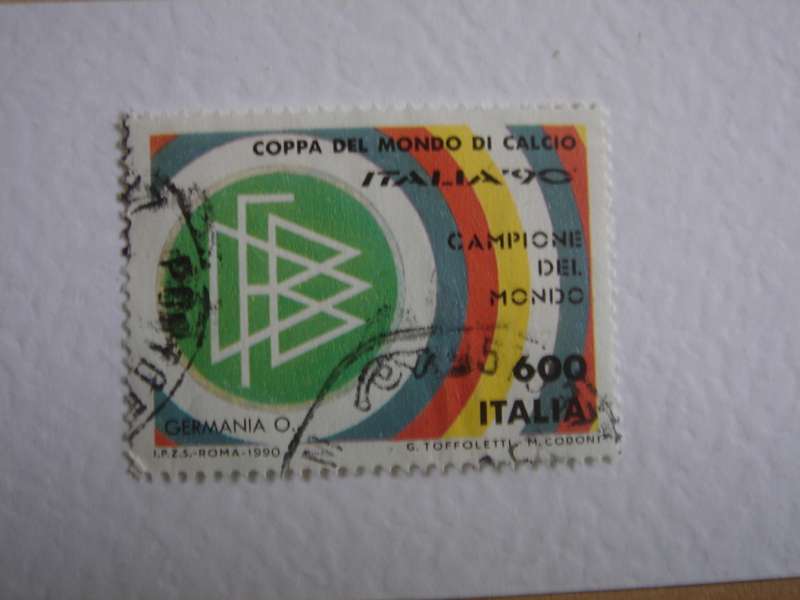 COPPA DEL MONDO DI CALCIO
ITALIA '90
CAMPIONE
DEL
MONDO
600
ITALIA
GERMANIA O.
I.P.Z.S.-ROMA-1990
G. TOFFOLETTI - M. CODONI